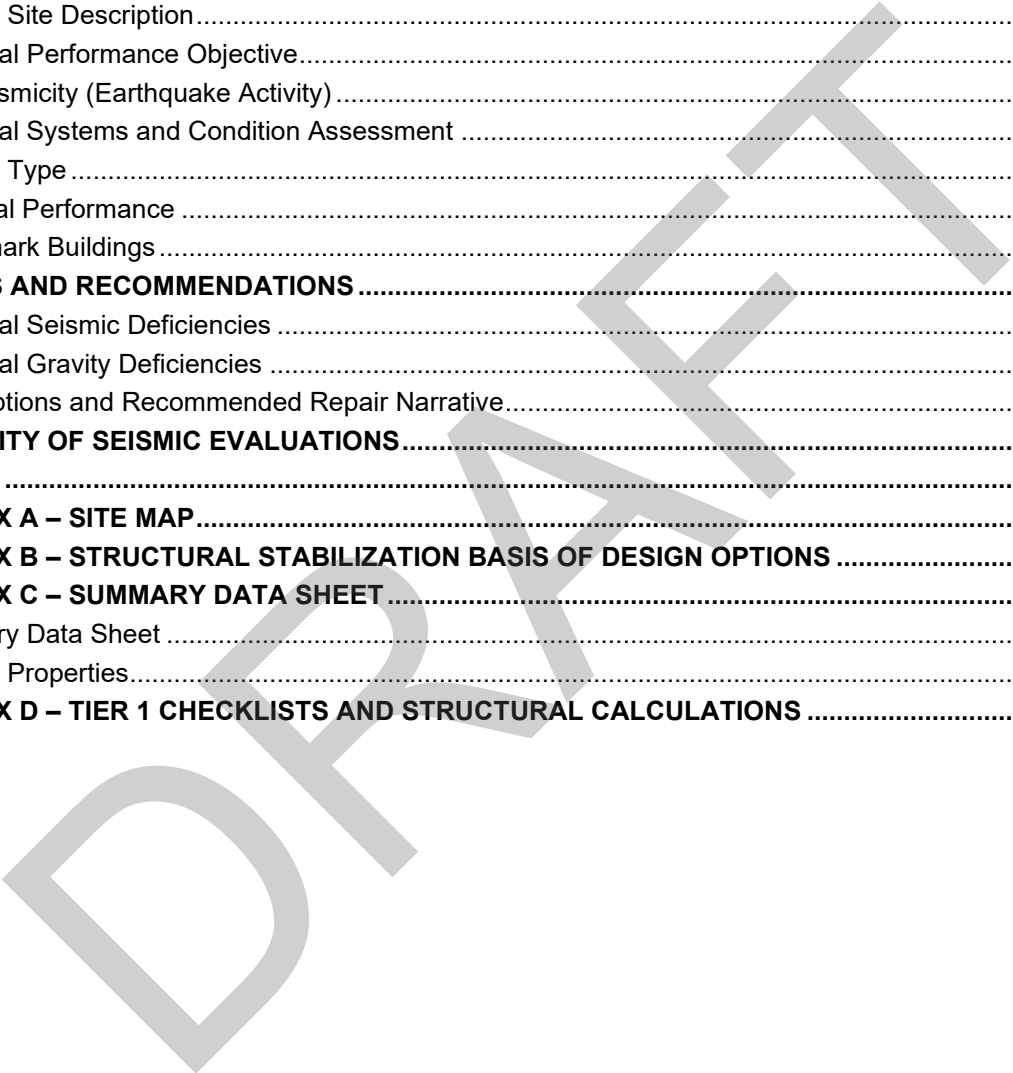 Site Description
al Performance Objective
smicity (Earthquake Activity)
al Systems and Condition Assessment
Type
al Performance
ark Buildings
S AND RECOMMENDATIONS
al Seismic Deficiencies
al Gravity Deficiencies
ptions and Recommended Repair Narrative
ITY OF SEISMIC EVALUATIONS
X A – SITE MAP
X B – STRUCTURAL STABILIZATION BASIS OF DESIGN OPTIONS
X C – SUMMARY DATA SHEET
ry Data Sheet
Properties
X D – TIER 1 CHECKLISTS AND STRUCTURAL CALCULATIONS
DRAFT